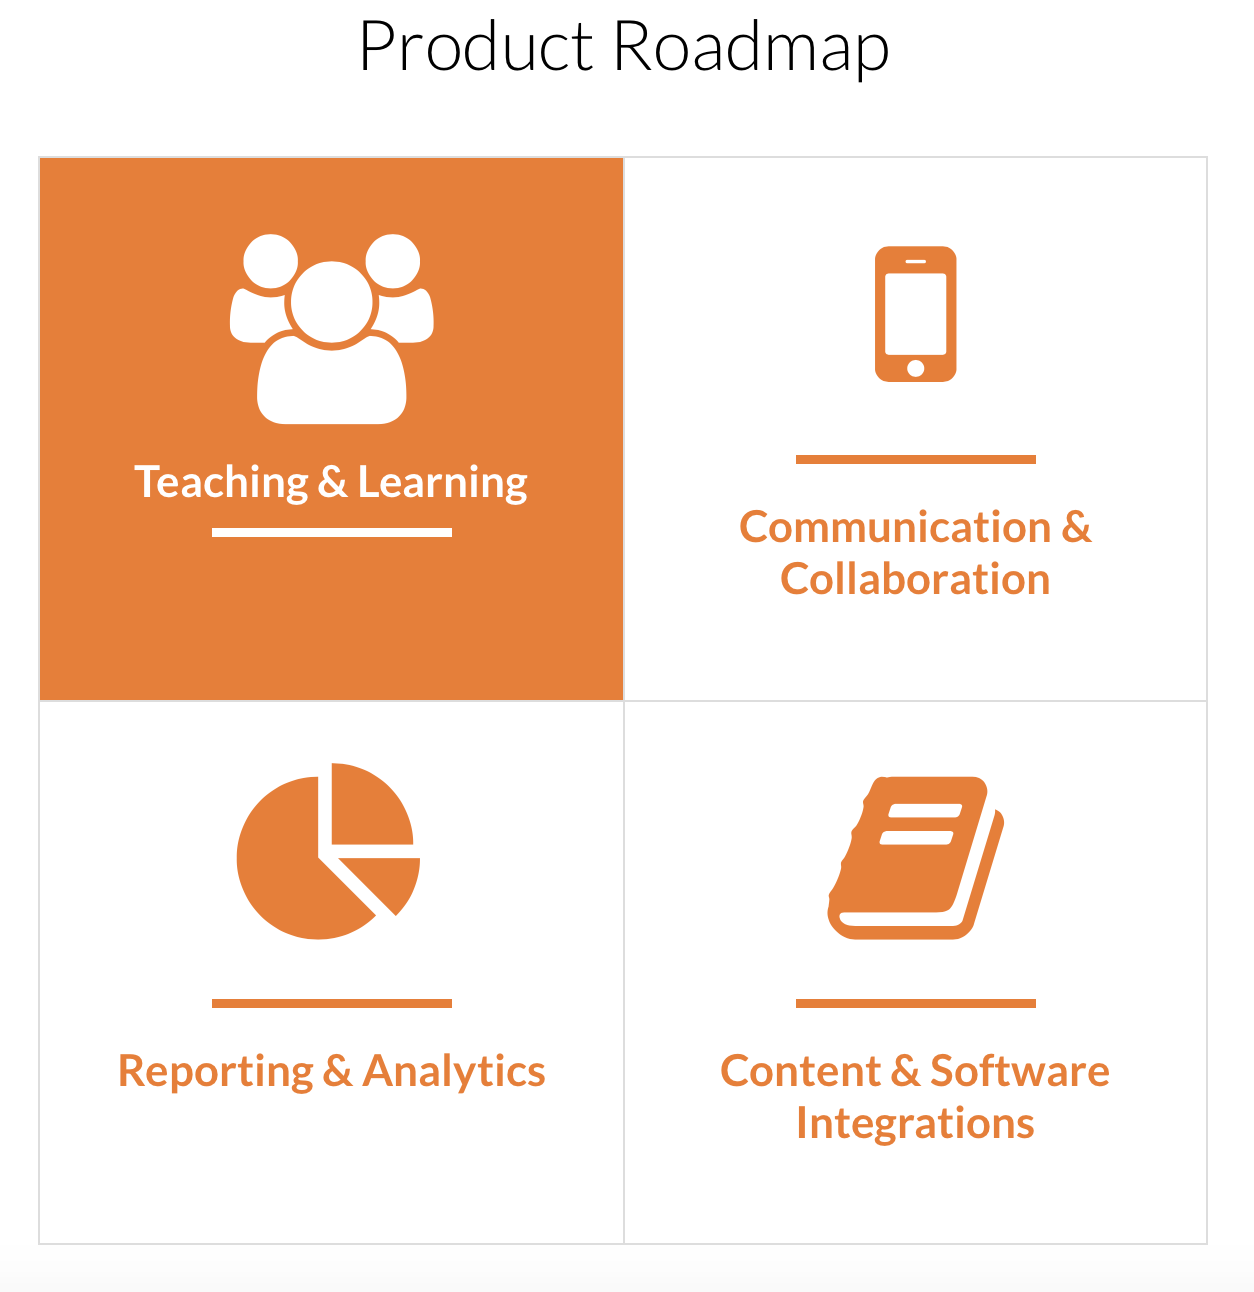 Product Roadmap
Teaching & Learning
Communication &
Collaboration
Reporting & Analytics
Content & Software
Integrations